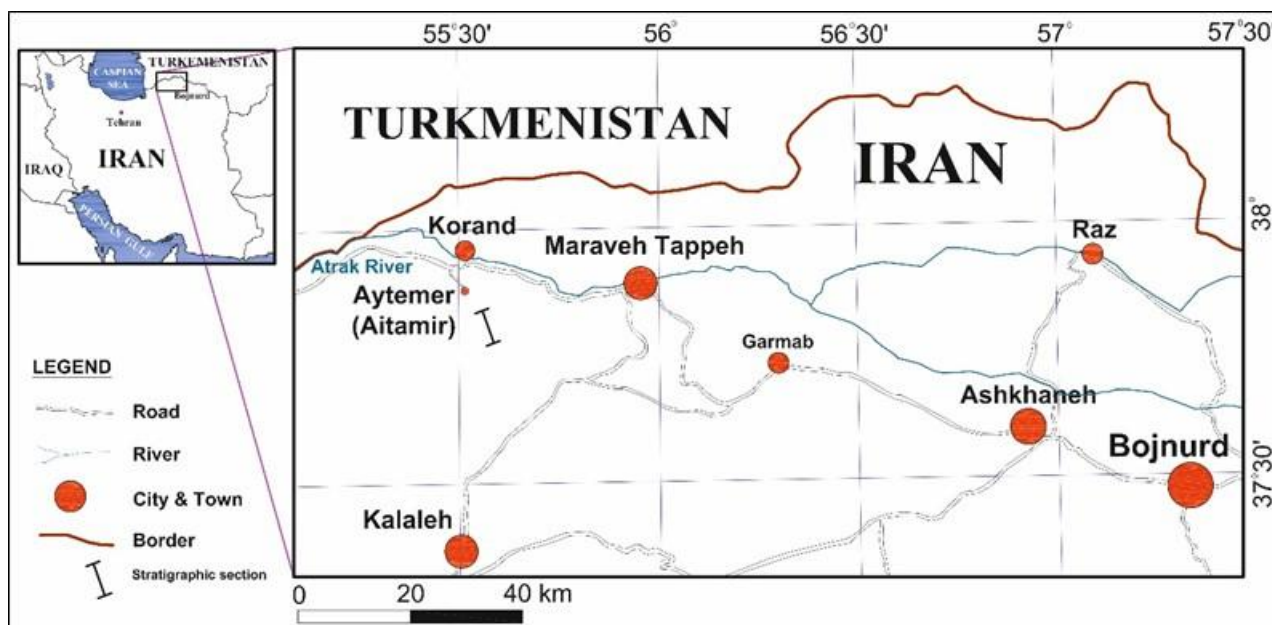 CASPIAN
SEA
TURKEMENISTAN
Bojnurd
Tehran
IRAN
IRAQ
PERSIAN GULF
LEGEND
Road
River
City & Town
Border
Stratigraphic section
55°30'
56°
56°30'
57°
57°30'
TURKMENISTAN
IRAN
38°
Korand
Maraveh Tappeh
Raz
Atrak River
Aytemer
(Aitamir)
Garmab
Ashkhaneh
Bojnurd
37°30'
Kalaleh
0 20 40 km